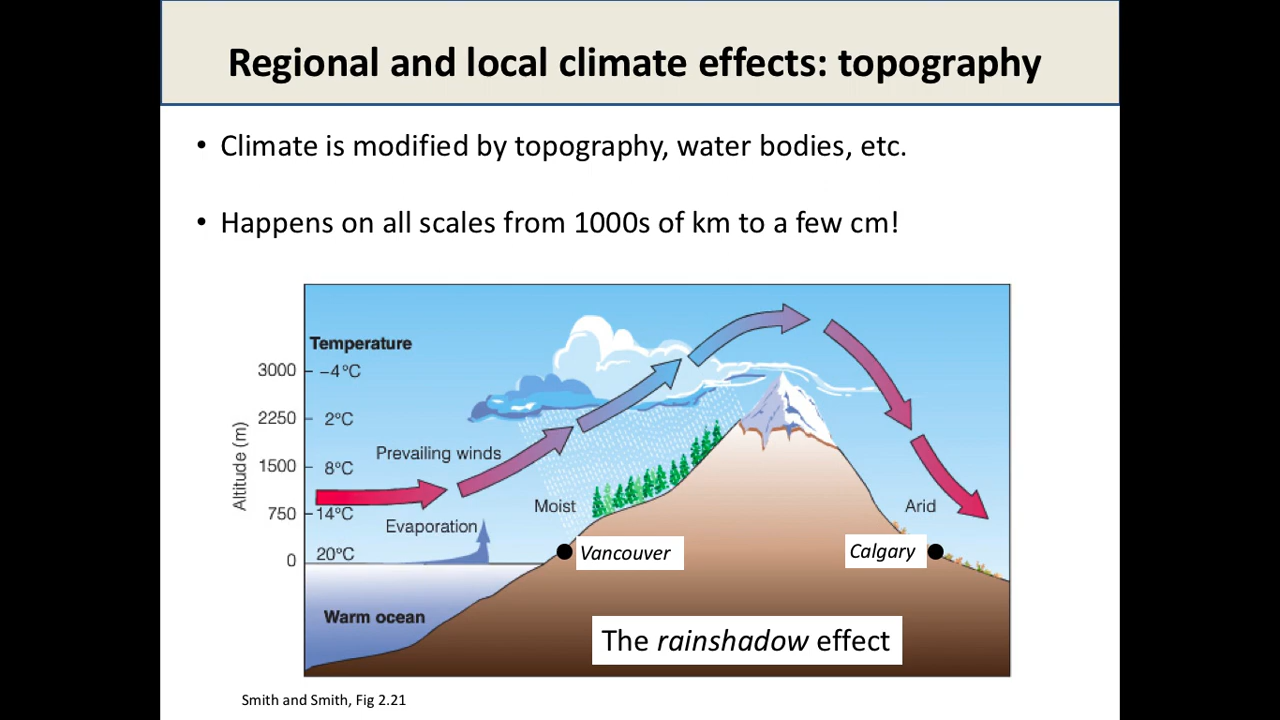 Regional and local climate effects: topography
• Climate is modified by topography, water bodies, etc.
• Happens on all scales from 1000s of km to a few cm!
Temperature
3000 −4°C
2250 2°C
Altitude (m)
Prevailing winds
1500 8°C
Moist
Arid
750 14°C
Evaporation
Vancouver
Calgary
0 20°C
Warm ocean
The rainshadow effect
Smith and Smith, Fig 2.21